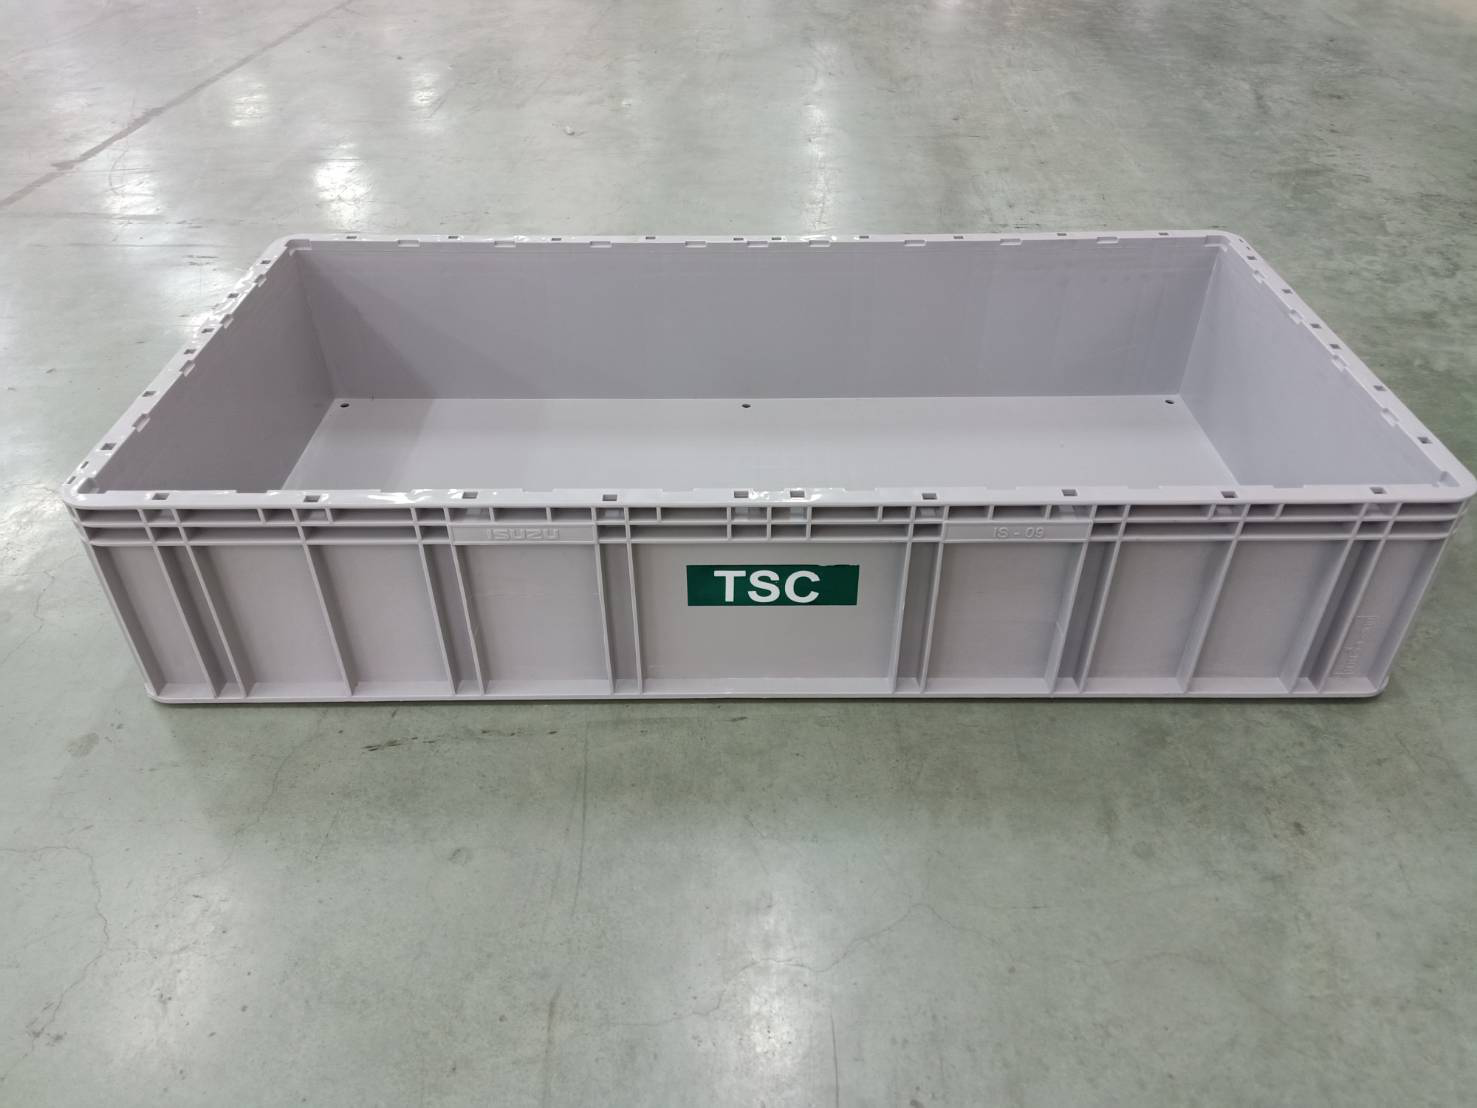 ISUZU
IS - 09
TSC